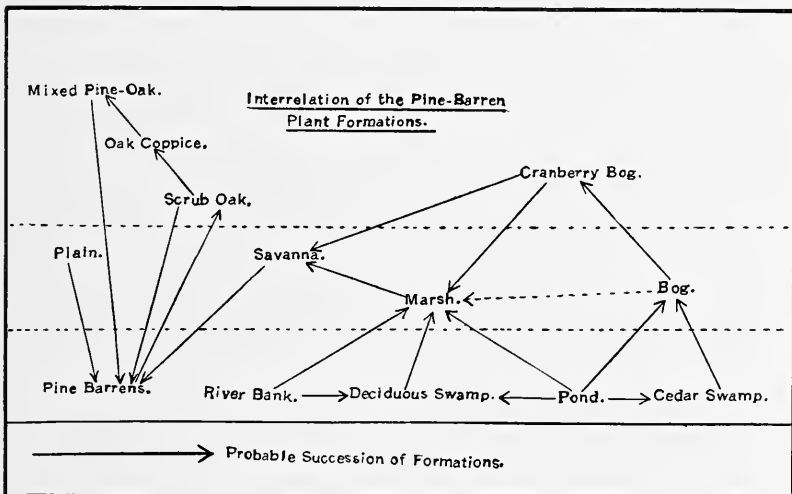 Mixed Pine-Oak.
Interrelation of the Pine-Barren
Plant Formations.
Oak Coppice.
Cranberry Bog.
Scrub Oak.
Plain.
Savanna.
Marsh.
Bog.
Pine Barrens.
River Bank.
Deciduous Swamp.
Pond.
Cedar Swamp.
Probable Succession of Formations.